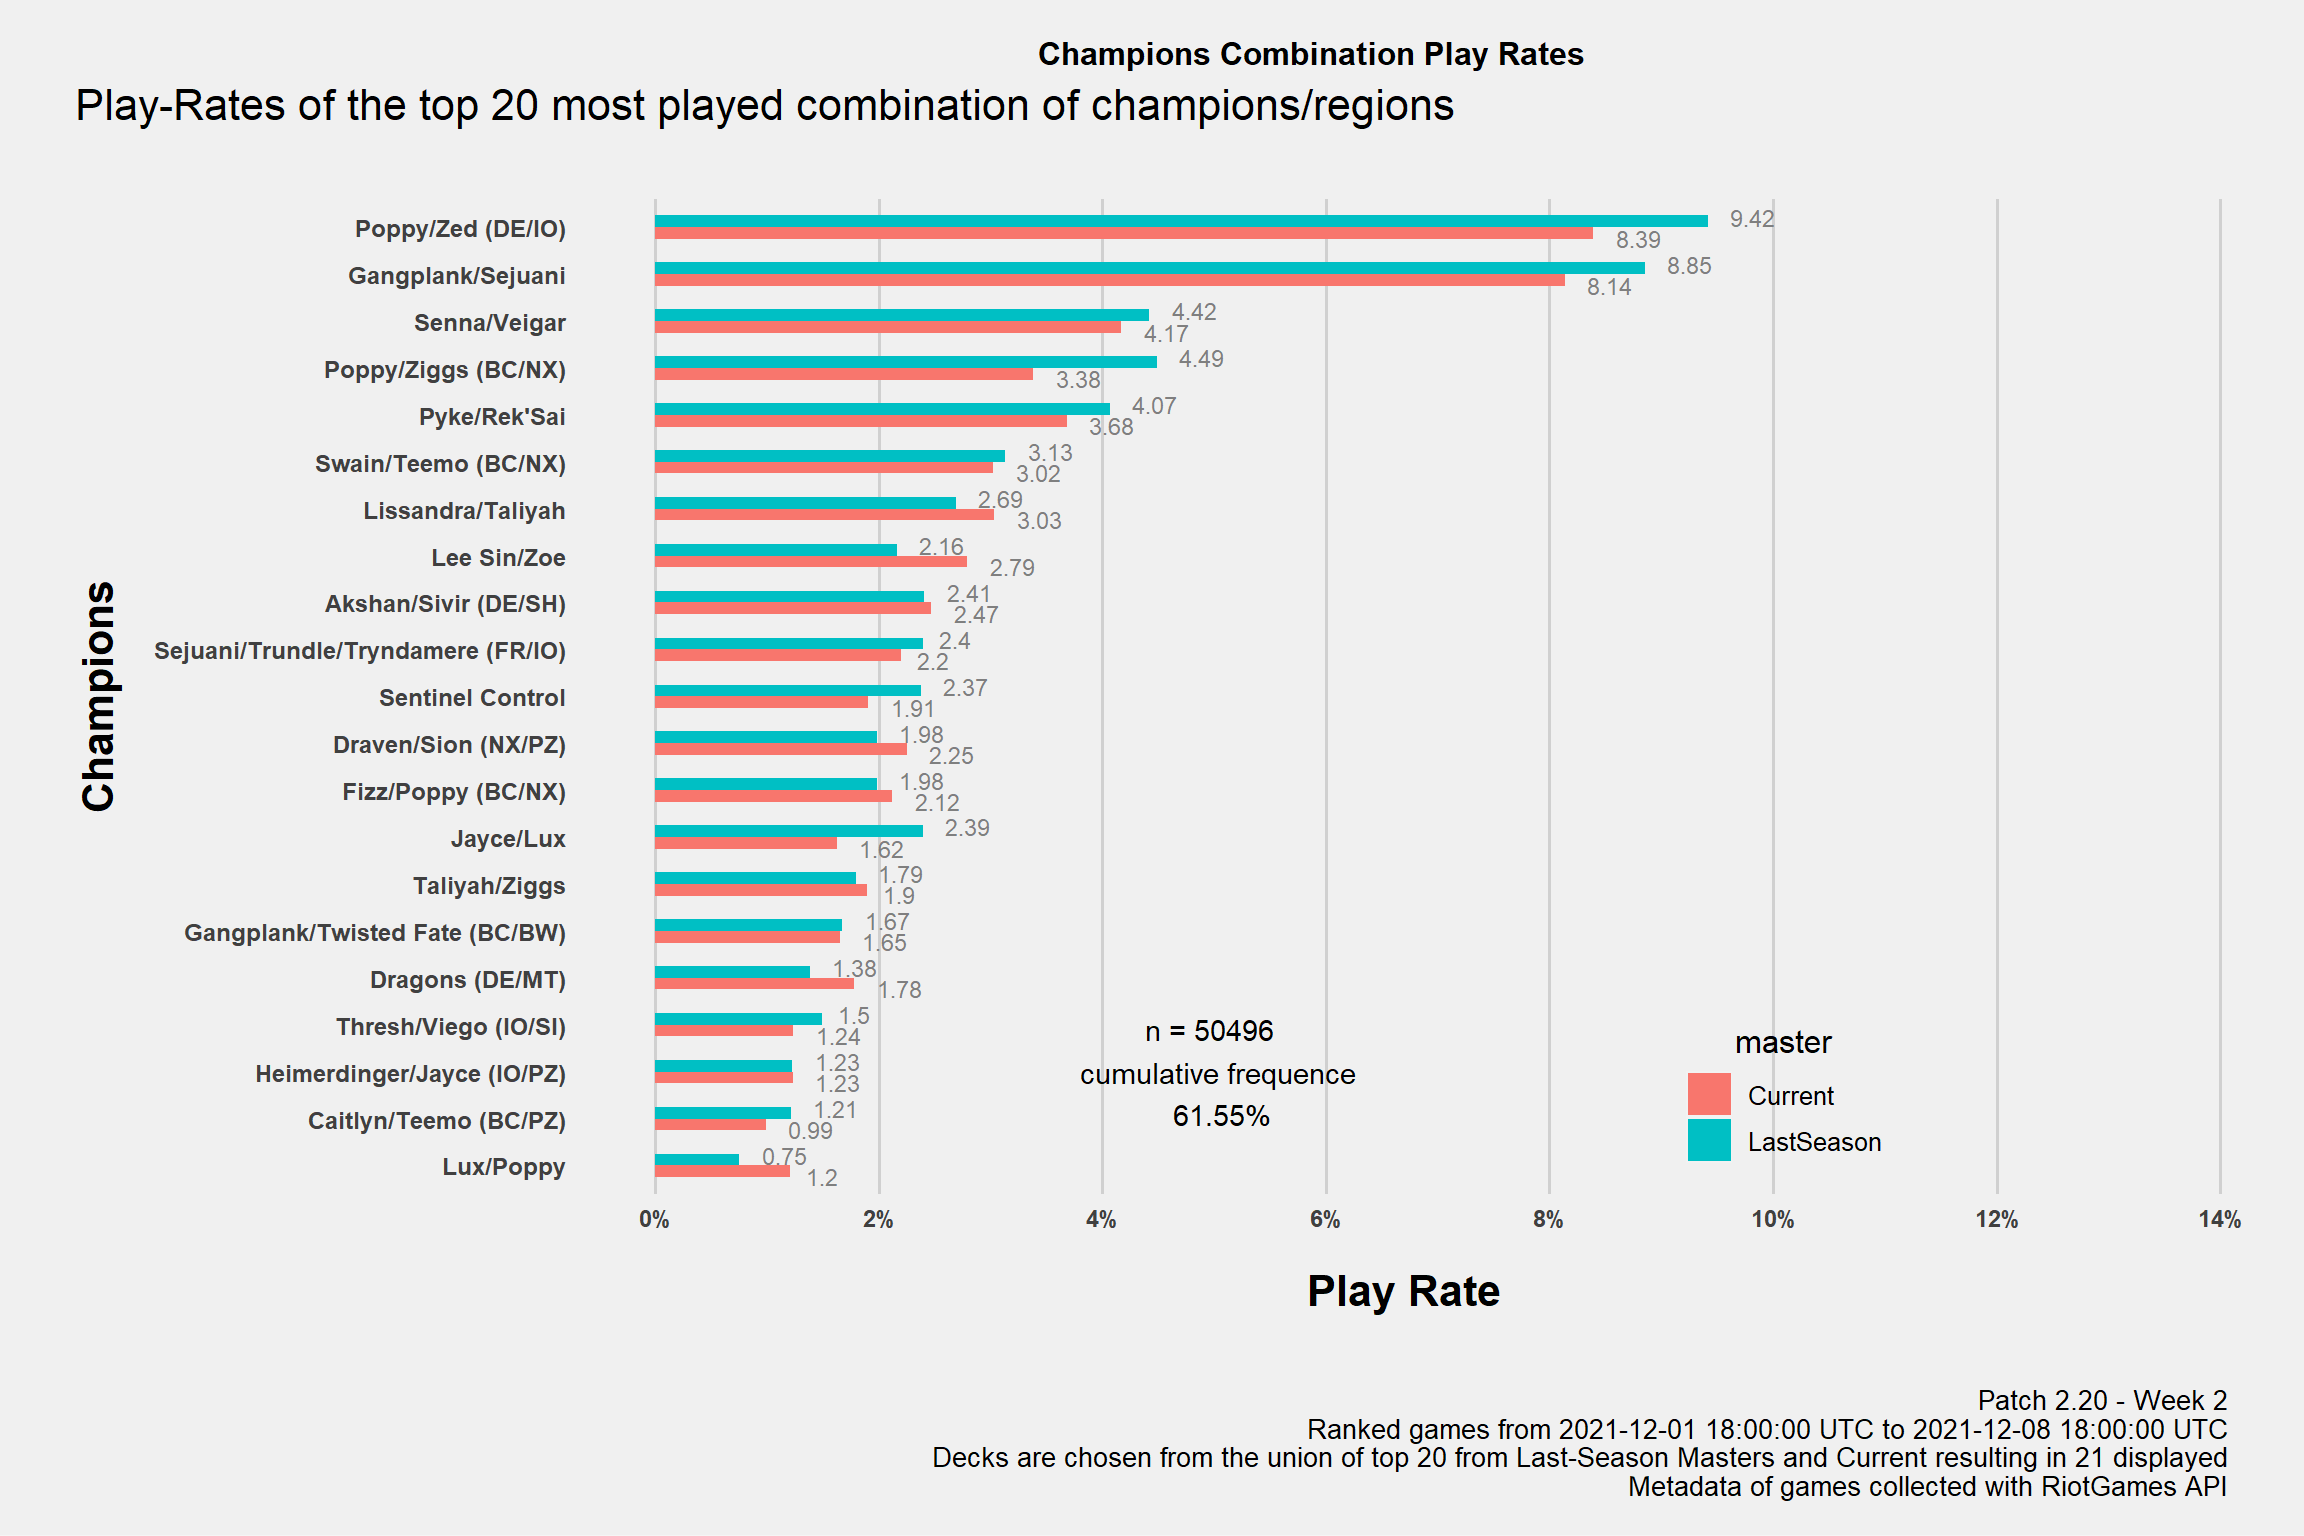 Champions Combination Play Rates
Play-Rates of the top 20 most played combination of champions/regions
Champions
Poppy/Zed (DE/IO) 9.42 8.39
Gangplank/Sejuani 8.85 8.14
Senna/Veigar 4.42 4.17
Poppy/Ziggs (BC/NX) 4.49 3.38
Pyke/Rek'Sai 4.07 3.68
Swain/Teemo (BC/NX) 3.13 3.02
Lissandra/Taliyah 2.69 3.03
Lee Sin/Zoe 2.16 2.79
Akshan/Sivir (DE/SH) 2.41 2.47
Sejuani/Trundle/Tryndamere (FR/IO) 2.4 2.2
Sentinel Control 2.37 1.91
Draven/Sion (NX/PZ) 1.98 2.25
Fizz/Poppy (BC/NX) 1.98 2.12
Jayce/Lux 2.39 1.62
Taliyah/Ziggs 1.79 1.9
Gangplank/Twisted Fate (BC/BW) 1.67 1.65
Dragons (DE/MT) 1.38 1.78
Thresh/Viego (IO/SI) 1.5 1.24
Heimerdinger/Jayce (IO/PZ) 1.23 1.23
Caitlyn/Teemo (BC/PZ) 1.21 0.99
Lux/Poppy 0.75 1.2
n = 50496
cumulative frequence
61.55%
master
Current
LastSeason
0% 2% 4% 6% 8% 10% 12% 14%
Play Rate
Patch 2.20 - Week 2
Ranked games from 2021-12-01 18:00:00 UTC to 2021-12-08 18:00:00 UTC
Decks are chosen from the union of top 20 from Last-Season Masters and Current resulting in 21 displayed
Metadata of games collected with RiotGames API